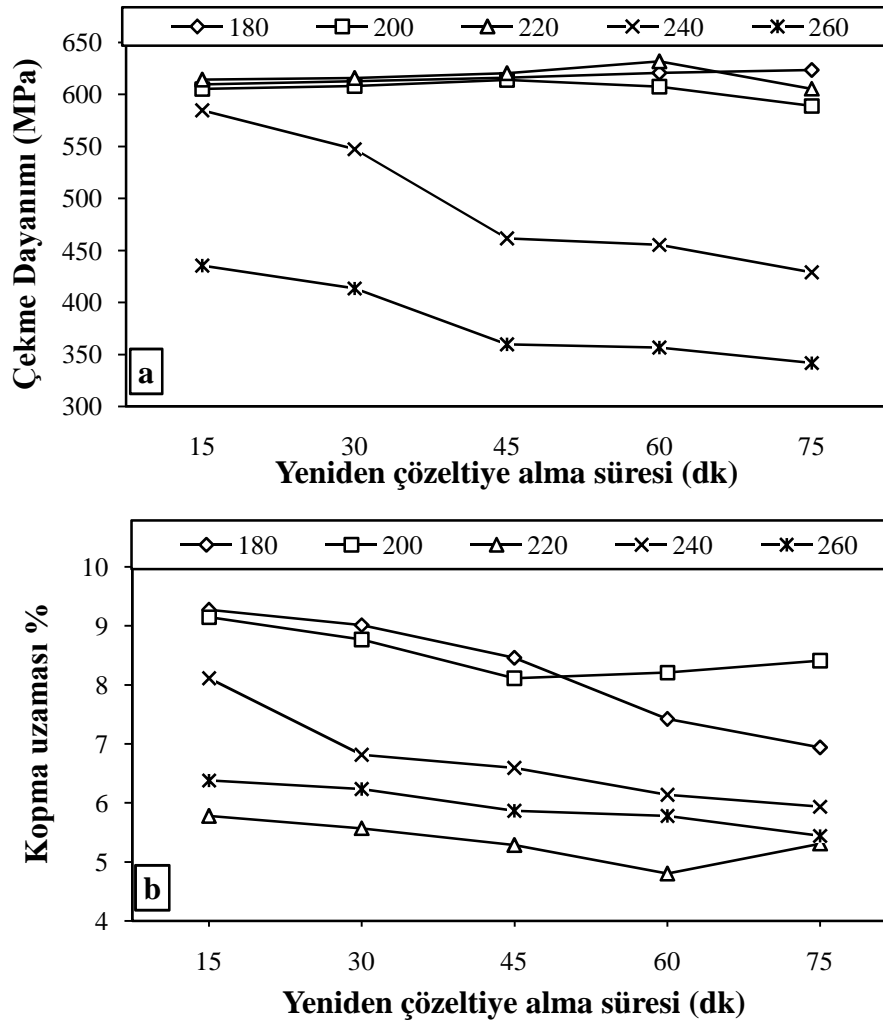 180 200 220 240 260
650
600
550
500
450
400
350
300
Çekme Dayanımı (MPa)
a
15 30 45 60 75
Yeniden çözeltiye alma süresi (dk)
180 200 220 240 260
10
9
8
7
6
5
4
Kopma uzaması %
b
15 30 45 60 75
Yeniden çözeltiye alma süresi (dk)